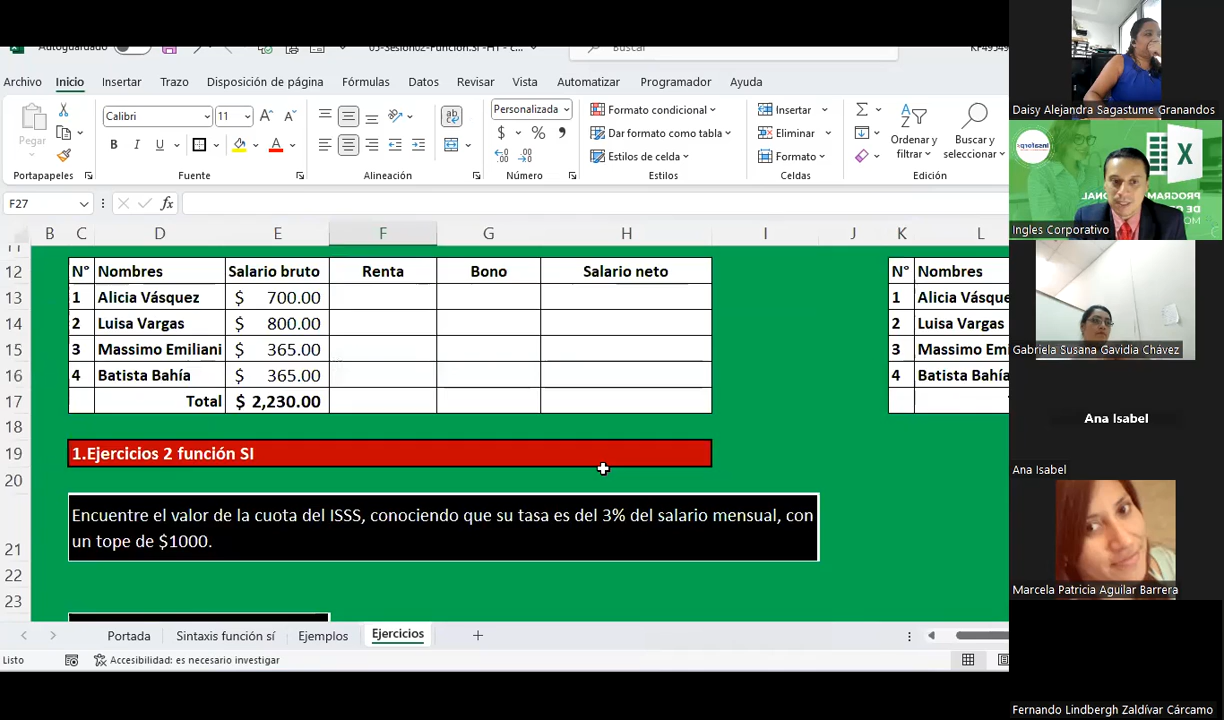 Autoguardado
05-Sesion02-Función.SI -HT - c...
Buscar
Archivo Inicio Insertar Trazo Disposición de página Fórmulas Datos Revisar Vista Automatizar Programador Ayuda
Pegar
Calibri 11
N K S
Personalizada
$ % ,
Formato condicional
Dar formato como tabla
Estilos de celda
Insertar
Eliminar
Formato
Ordenar y filtrar
Buscar y seleccionar
Portapapeles Fuente Alineación Número Estilos Celdas Edición
F27 fx
B C D E F G H I J K L
12 N° Nombres Salario bruto Renta Bono Salario neto N° Nombres
13 1 Alicia Vásquez $ 700.00 1 Alicia Vásque
14 2 Luisa Vargas $ 800.00 2 Luisa Vargas
15 3 Massimo Emiliani $ 365.00 3 Massimo Emi
16 4 Batista Bahía $ 365.00 4 Batista Bahía
17 Total $ 2,230.00
18
19 1.Ejercicios 2 función SI
20
21 Encuentre el valor de la cuota del ISSS, conociendo que su tasa es del 3% del salario mensual, con
un tope de $1000.
22
23
Portada Sintaxis función sí Ejemplos Ejercicios +
Listo Accesibilidad: es necesario investigar
Daisy Alejandra Sagastume Granandos
Ingles Corporativo
Gabriela Susana Gavidia Chávez
Ana Isabel
Ana Isabel
Marcela Patricia Aguilar Barrera
Fernando Lindbergh Zaldívar Cárcamo